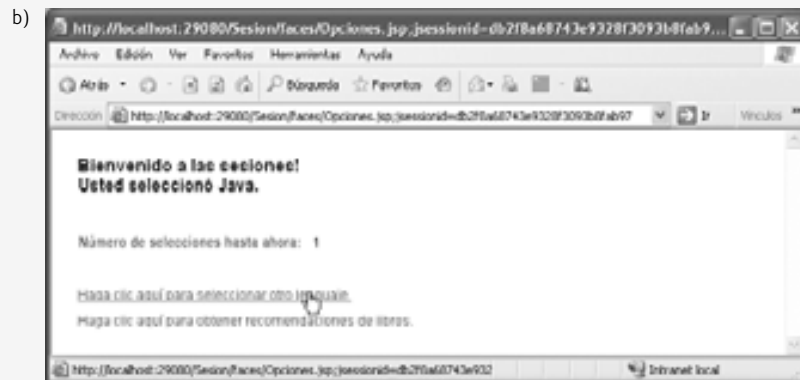 b)
http://localhost:29080/Sesion/faces/Opciones.jsp;jsessionid=db2f8a68743e9328f3093b8fab9...
Archivo Edición Ver Favoritos Herramientas Ayuda
Atrás Búsqueda Favoritos
Dirección http://localhost:29080/Sesion/faces/Opciones.jsp;jsessionid=db2f8a68743e9328f3093b8fab97 Ir Vínculos
Bienvenido a las sesiones!
Usted seleccionó Java.
Número de selecciones hasta ahora: 1
Haga clic aquí para seleccionar otro lenguaje.
Haga clic aquí para obtener recomendaciones de libros.
http://localhost:29080/Sesion/faces/Opciones.jsp;jsessionid=db2f8a68743e932 Intranet local